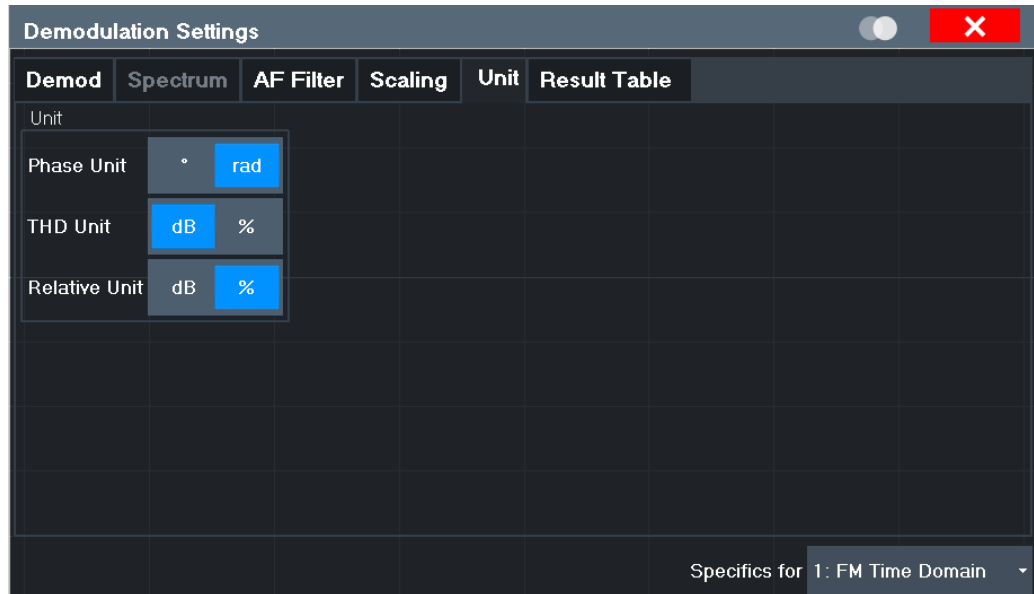 Demodulation Settings
Demod Spectrum AF Filter Scaling Unit Result Table
Unit
Phase Unit ° rad
THD Unit dB %
Relative Unit dB %
Specifics for 1: FM Time Domain